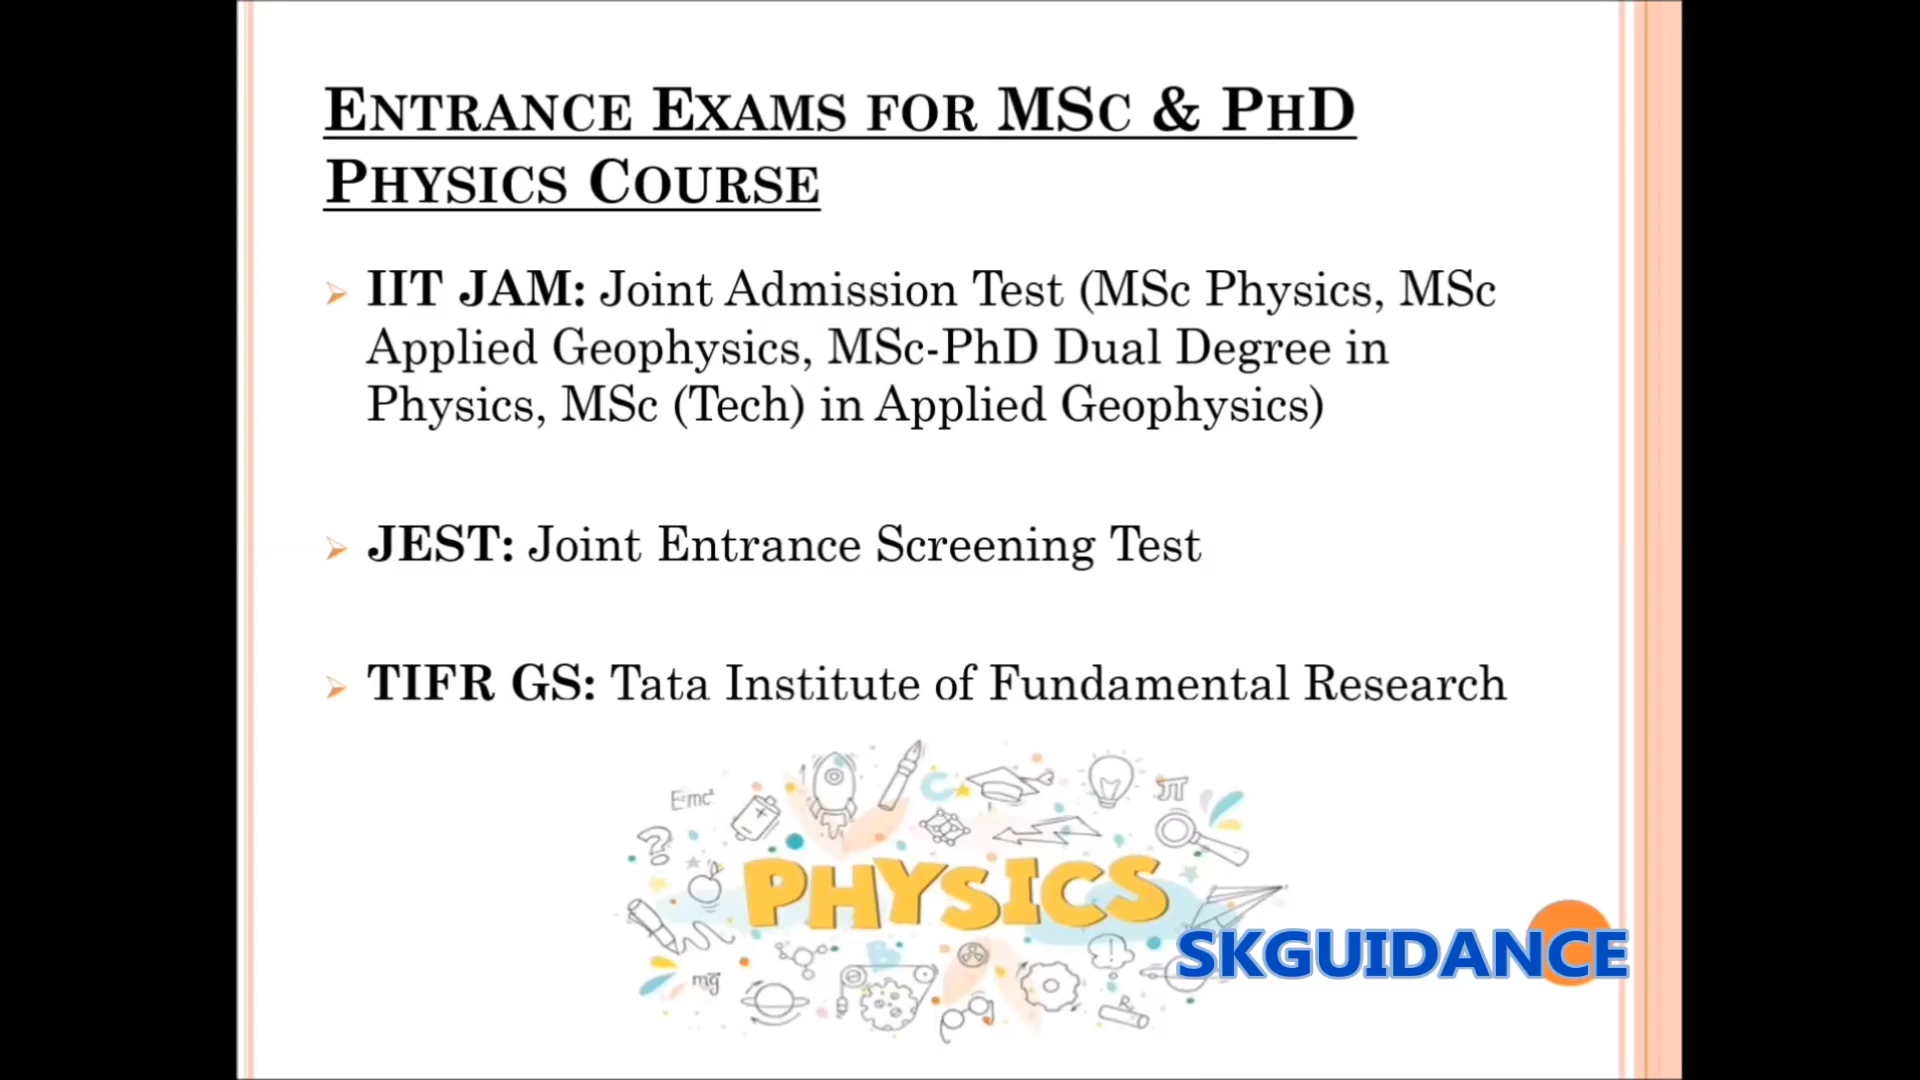 ENTRANCE EXAMS FOR MSC & PHD
PHYSICS COURSE
IIT JAM: Joint Admission Test (MSc Physics, MSc
Applied Geophysics, MSc-PhD Dual Degree in
Physics, MSc (Tech) in Applied Geophysics)
JEST: Joint Entrance Screening Test
TIFR GS: Tata Institute of Fundamental Research
E=mc²
π
?
PHYSICS
SKGUIDANCE
mg